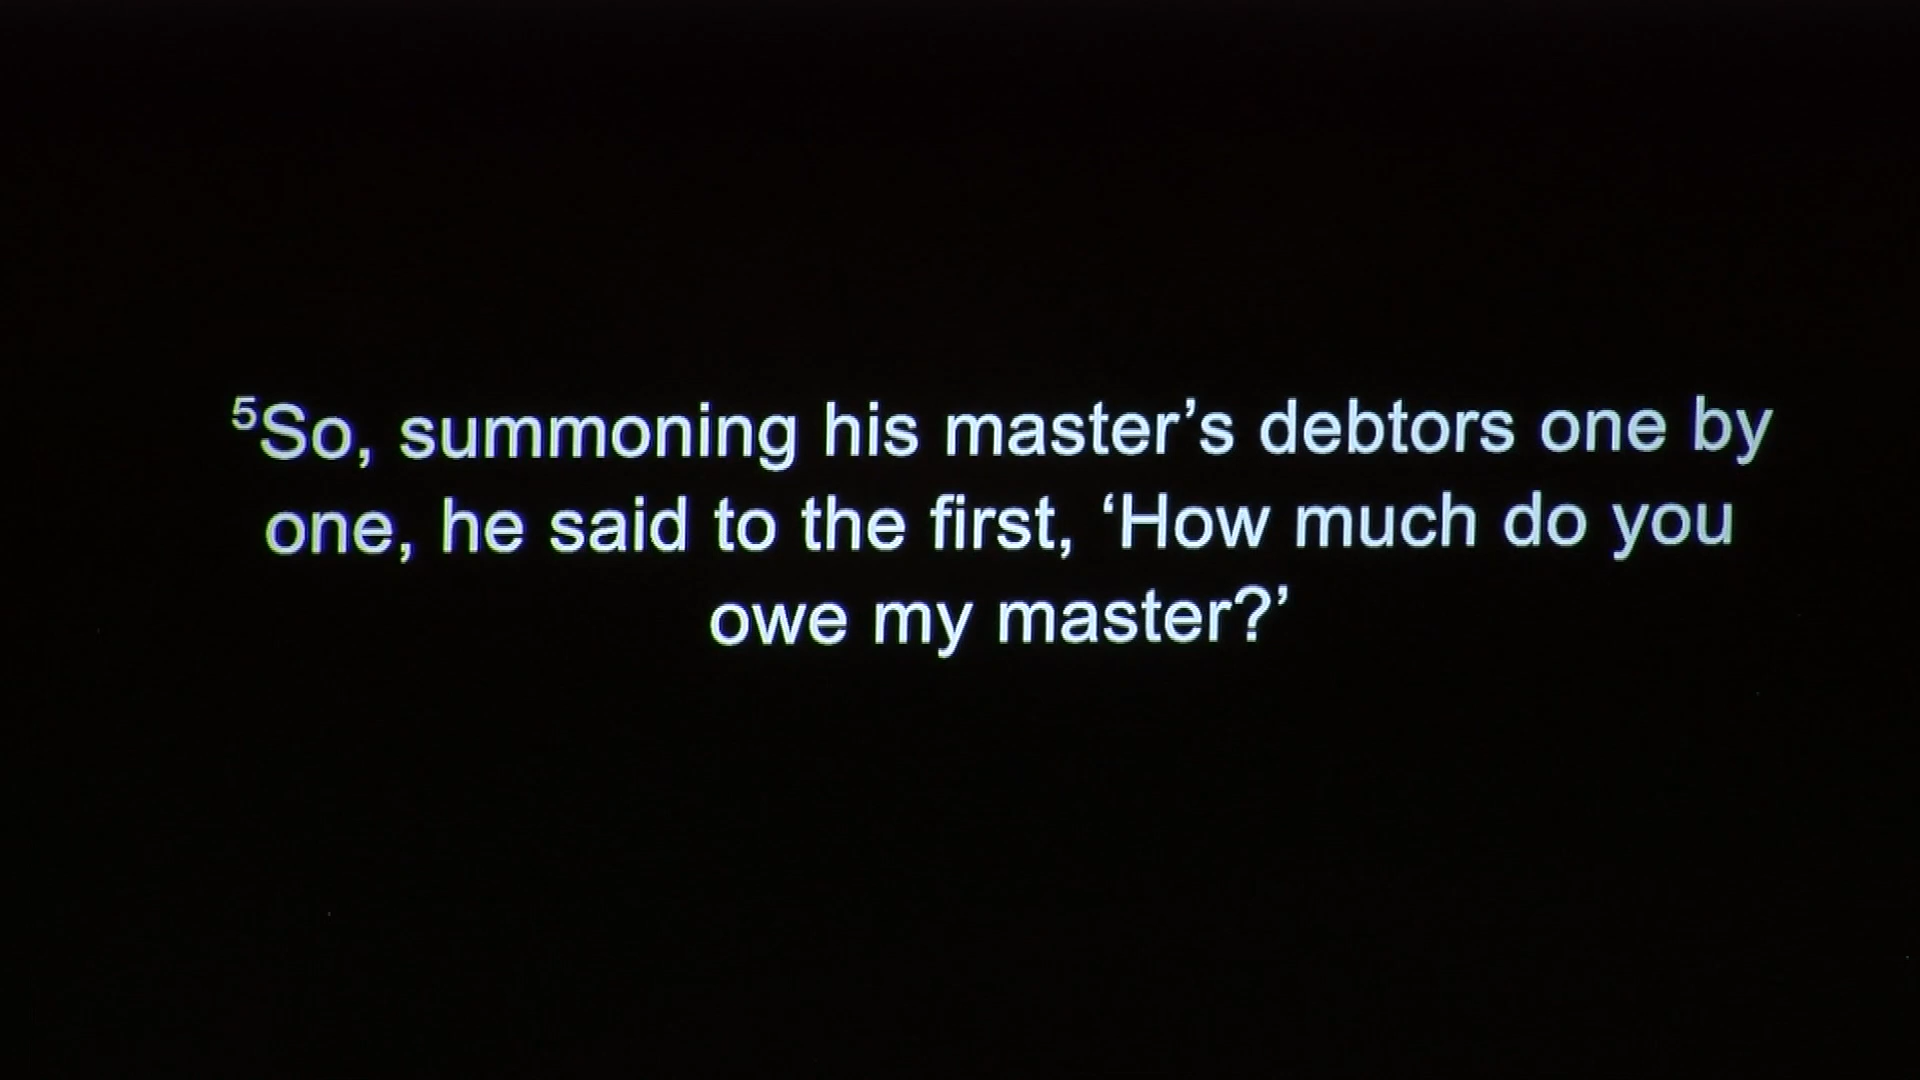 ⁵So, summoning his master’s debtors one by
one, he said to the first, ‘How much do you
owe my master?’